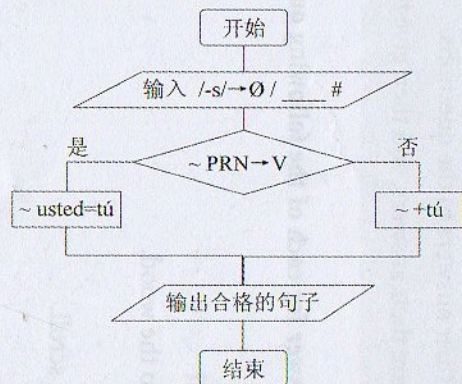 开始
输入 /-s/→Ø / ____ #
~ PRN→V
是
否
~ usted=tú
~ +tú
输出合格的句子
结束